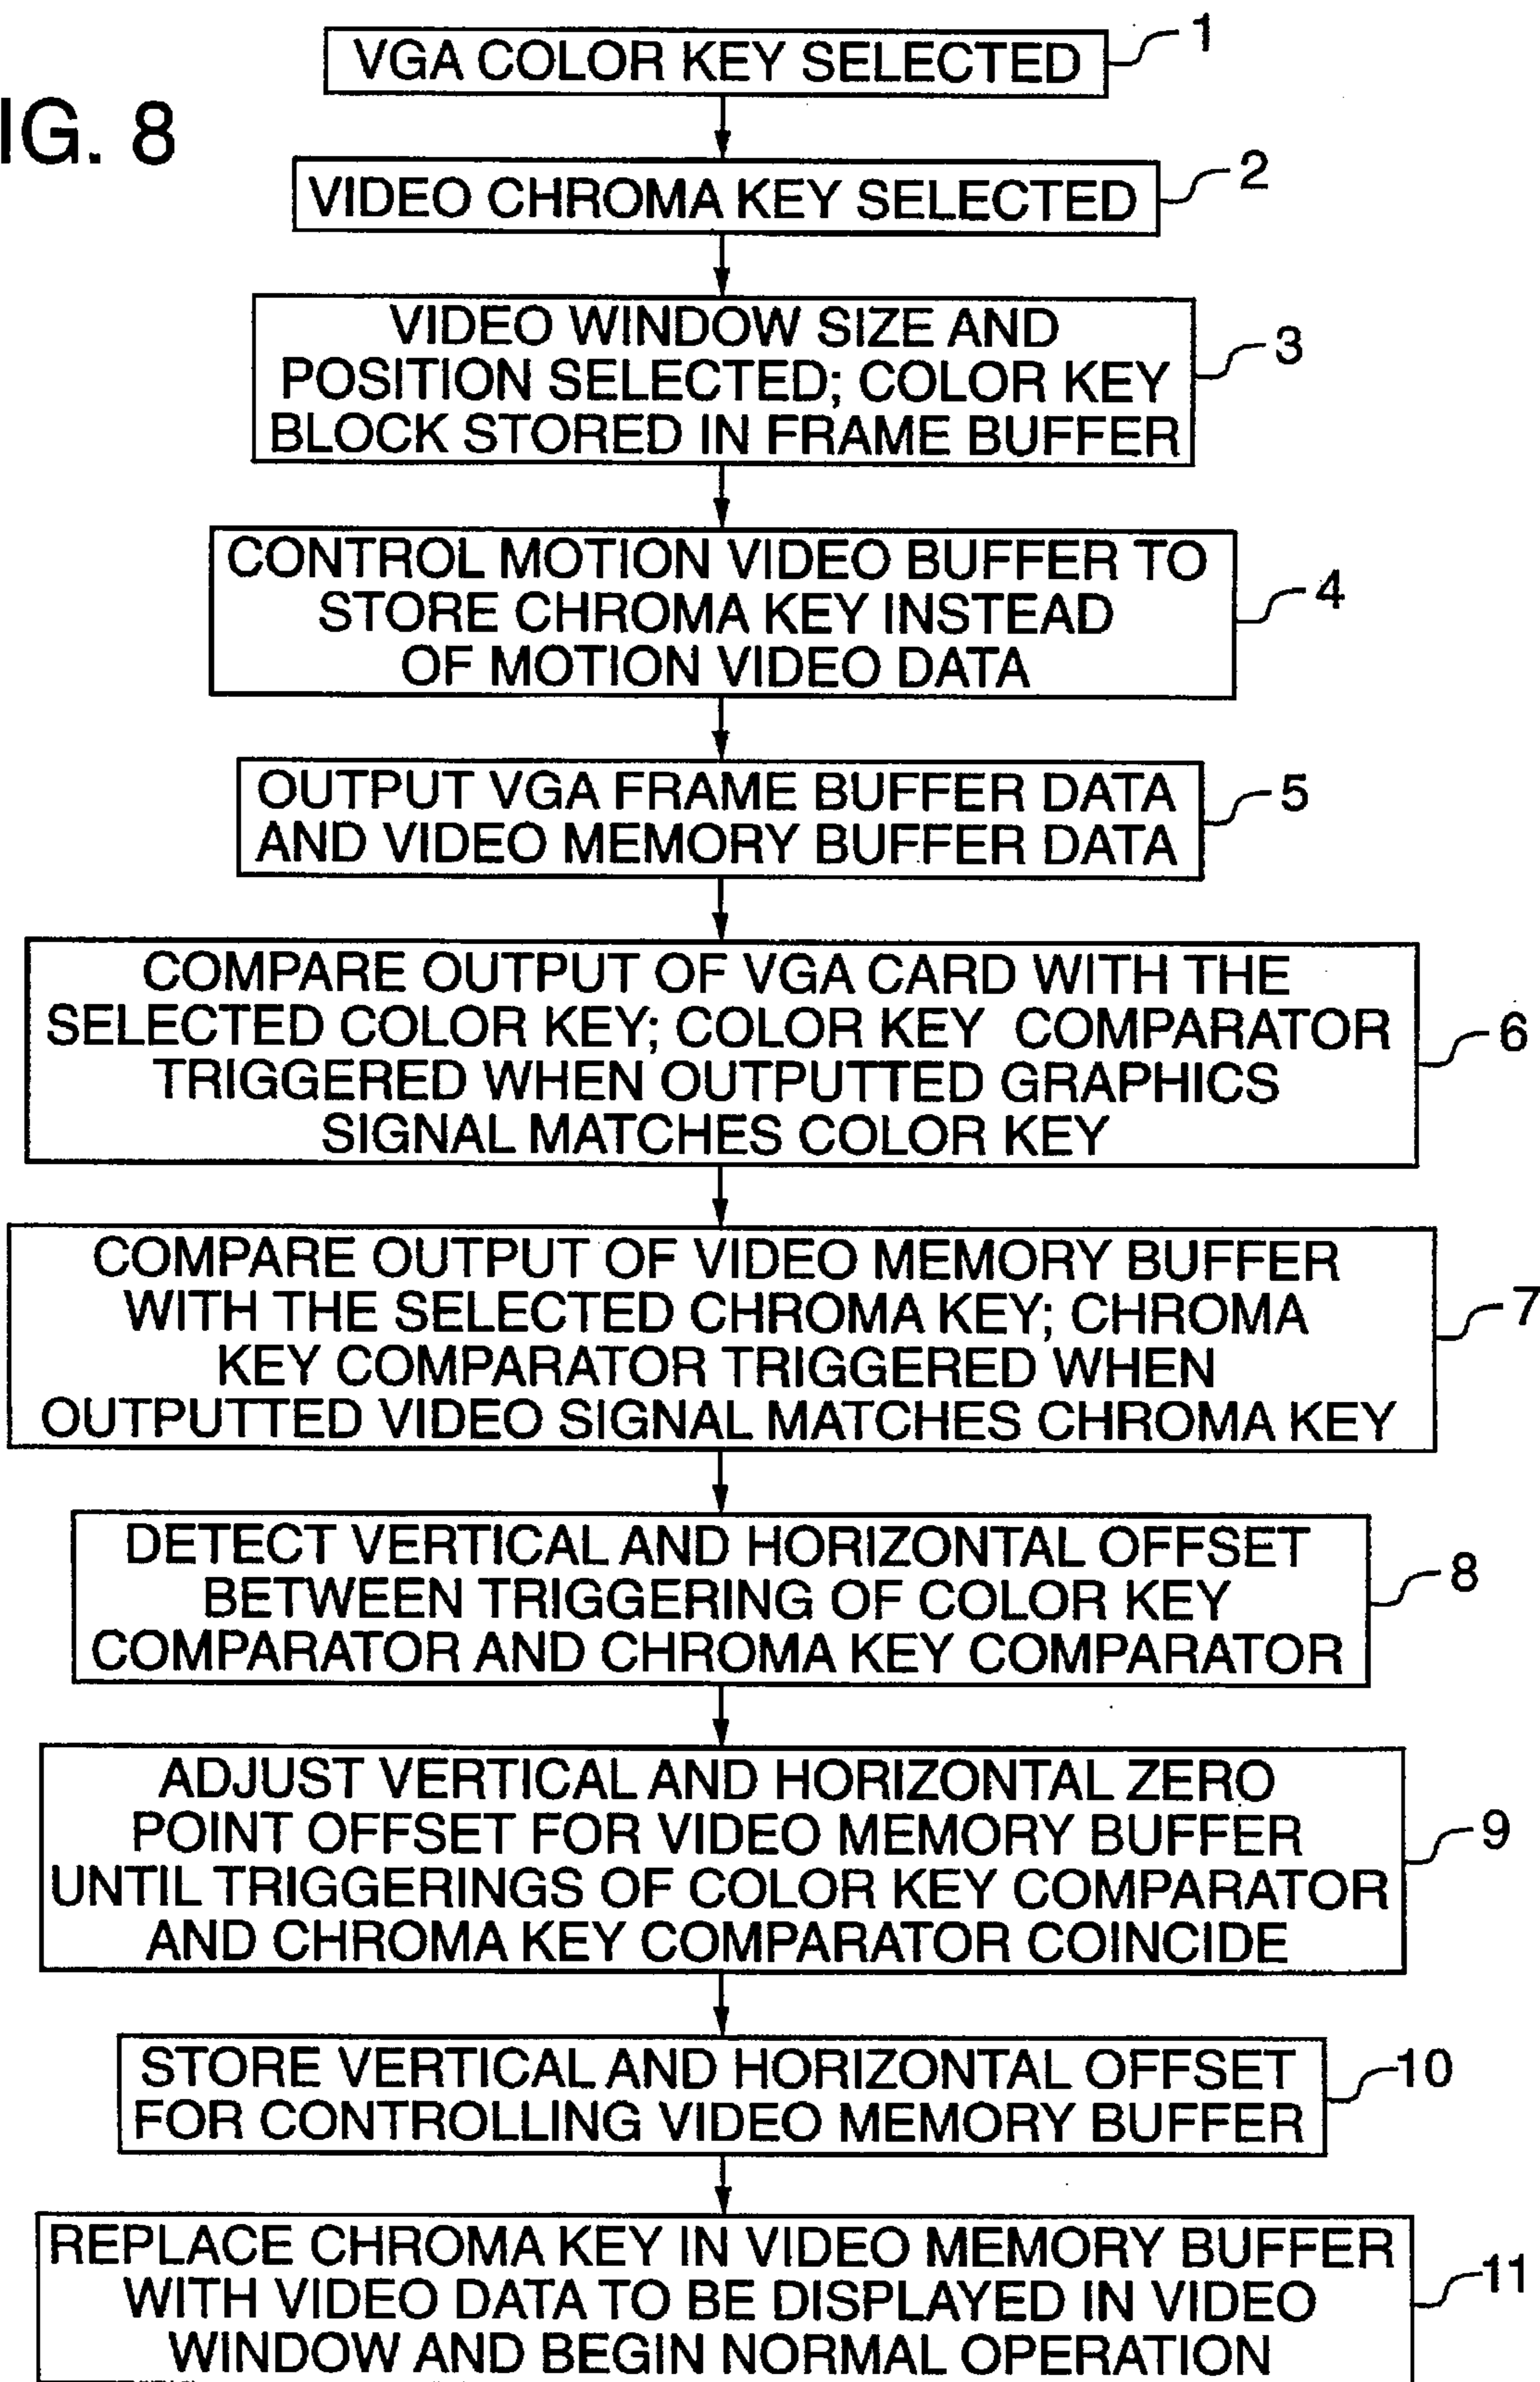 VGA COLOR KEY SELECTED 1
IG. 8
VIDEO CHROMA KEY SELECTED 2
VIDEO WINDOW SIZE AND
POSITION SELECTED; COLOR KEY
BLOCK STORED IN FRAME BUFFER
3
CONTROL MOTION VIDEO BUFFER TO
STORE CHROMA KEY INSTEAD
OF MOTION VIDEO DATA
4
OUTPUT VGA FRAME BUFFER DATA
AND VIDEO MEMORY BUFFER DATA
5
COMPARE OUTPUT OF VGA CARD WITH THE
SELECTED COLOR KEY; COLOR KEY COMPARATOR
TRIGGERED WHEN OUTPUTTED GRAPHICS
SIGNAL MATCHES COLOR KEY
6
COMPARE OUTPUT OF VIDEO MEMORY BUFFER
WITH THE SELECTED CHROMA KEY; CHROMA
KEY COMPARATOR TRIGGERED WHEN
OUTPUTTED VIDEO SIGNAL MATCHES CHROMA KEY
7
DETECT VERTICAL AND HORIZONTAL OFFSET
BETWEEN TRIGGERING OF COLOR KEY
COMPARATOR AND CHROMA KEY COMPARATOR
8
ADJUST VERTICAL AND HORIZONTAL ZERO
POINT OFFSET FOR VIDEO MEMORY BUFFER
UNTIL TRIGGERINGS OF COLOR KEY COMPARATOR
AND CHROMA KEY COMPARATOR COINCIDE
9
STORE VERTICAL AND HORIZONTAL OFFSET
FOR CONTROLLING VIDEO MEMORY BUFFER
10
REPLACE CHROMA KEY IN VIDEO MEMORY BUFFER
WITH VIDEO DATA TO BE DISPLAYED IN VIDEO
WINDOW AND BEGIN NORMAL OPERATION
11